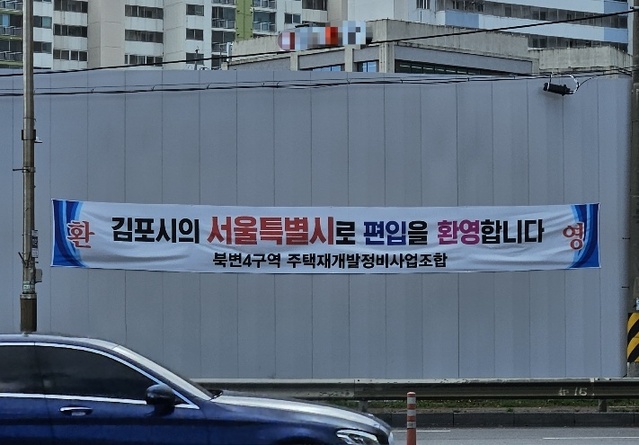 환 김포시의 서울특별시로 편입을 환영합니다 영
북변4구역 주택재개발정비사업조합